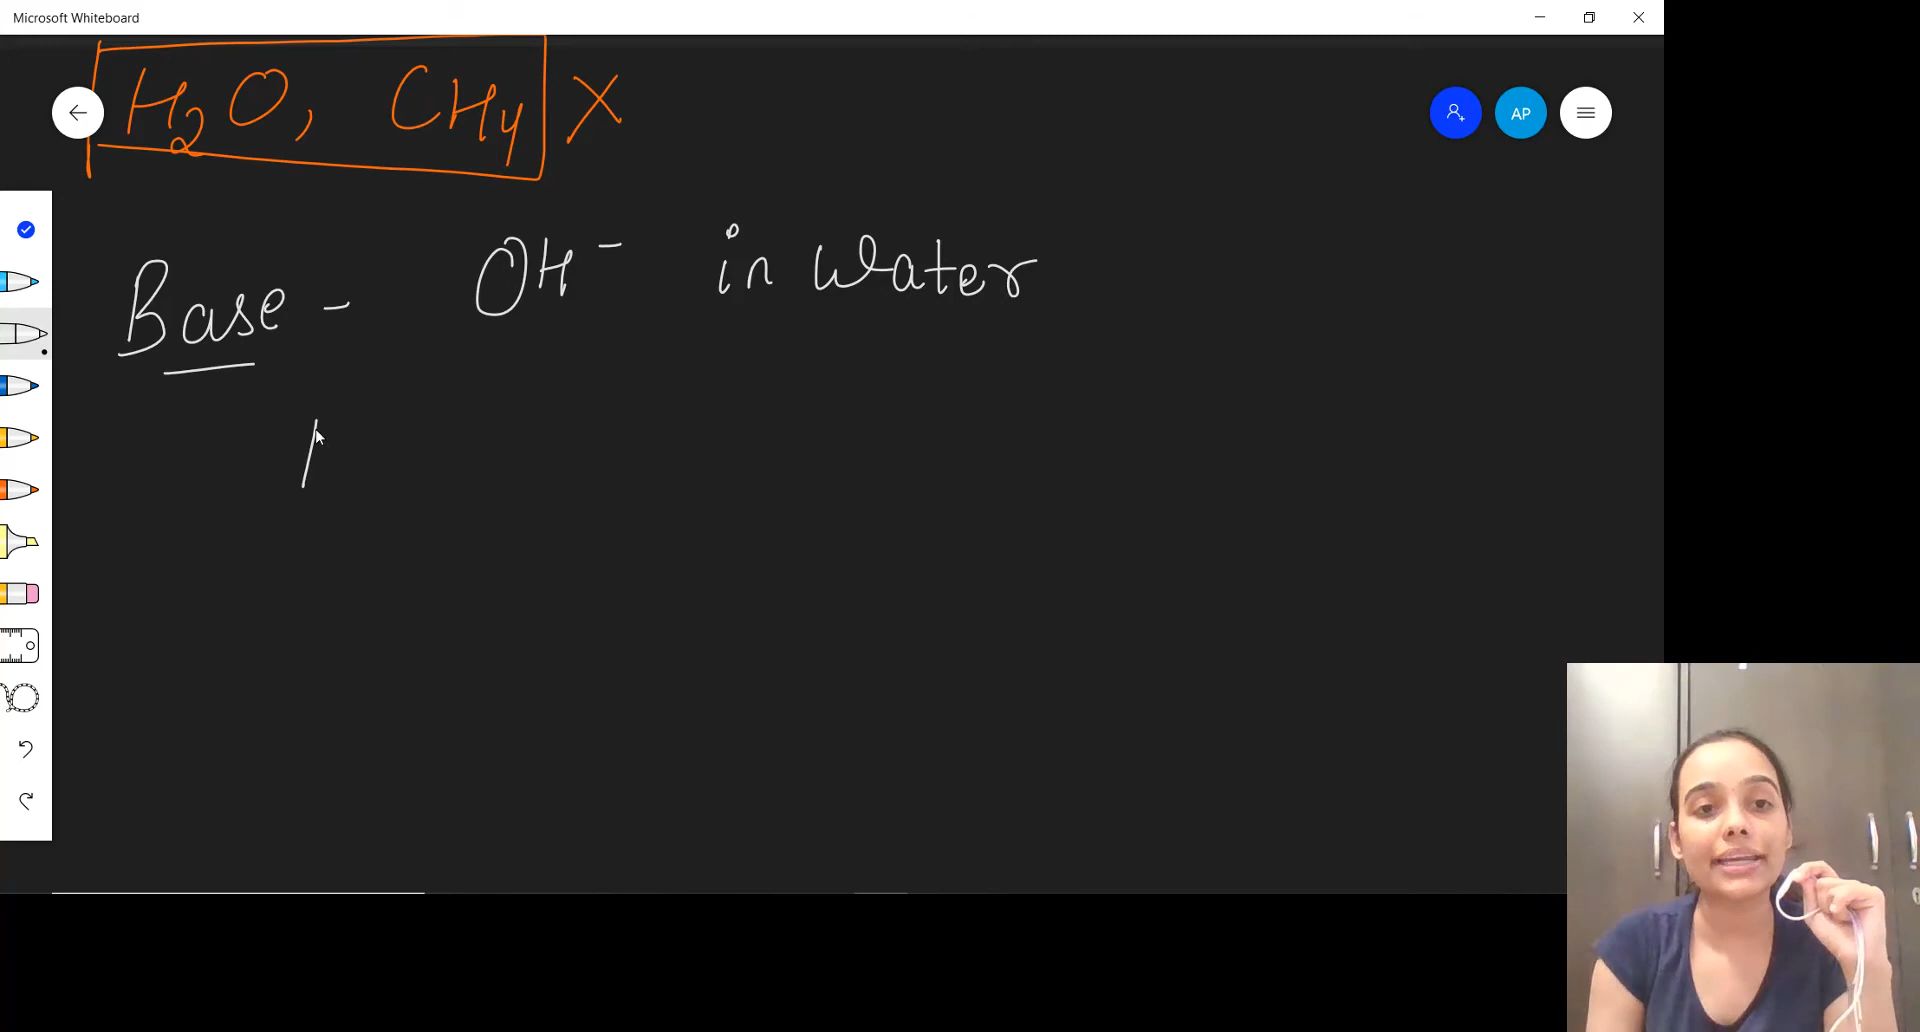 Microsoft Whiteboard
H₂O, CH₄ X
AP
Base - OH⁻ in water